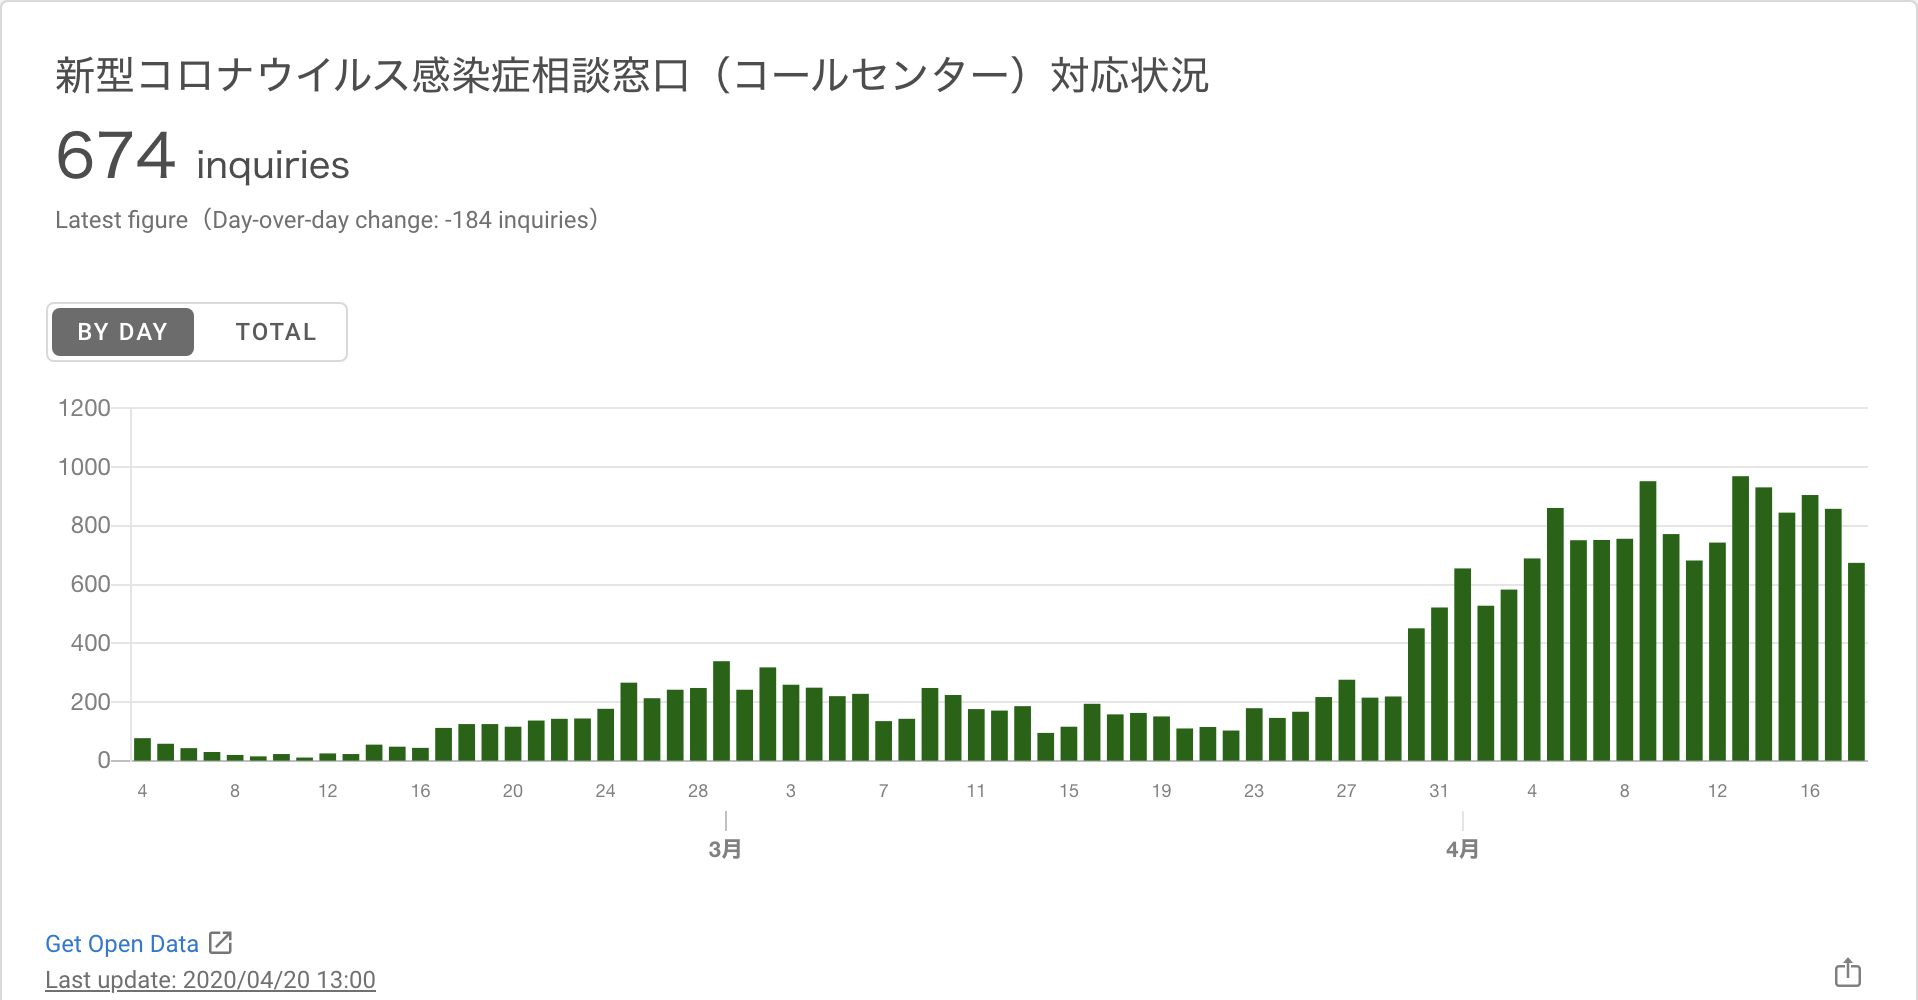 新型コロナウイルス感染症相談窓口（コールセンター）対応状況
674 inquiries
Latest figure（Day-over-day change: -184 inquiries）
BY DAY TOTAL
1200
1000
800
600
400
200
0
4 8 12 16 20 24 28 3 7 11 15 19 23 27 31 4 8 12 16
3月 4月
Get Open Data
Last update: 2020/04/20 13:00